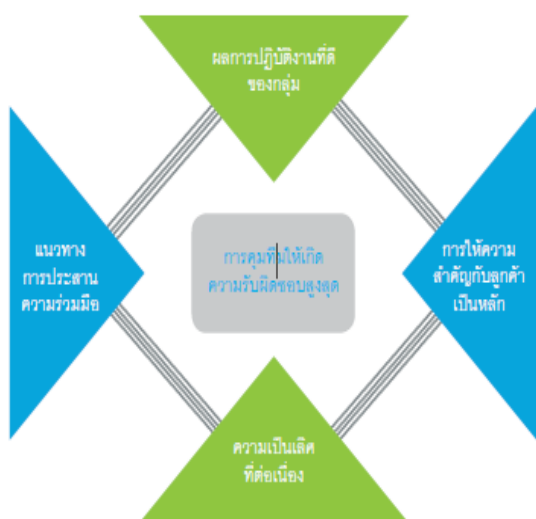 ผลการปฏิบัติงานที่ดี
ของกลุ่ม
แนวทาง
การประสาน
ความร่วมมือ
การคุมทีมให้เกิด
ความรับผิดชอบสูงสุด
การให้ความ
สำคัญกับลูกค้า
เป็นหลัก
ความเป็นเลิศ
ที่ต่อเนื่อง